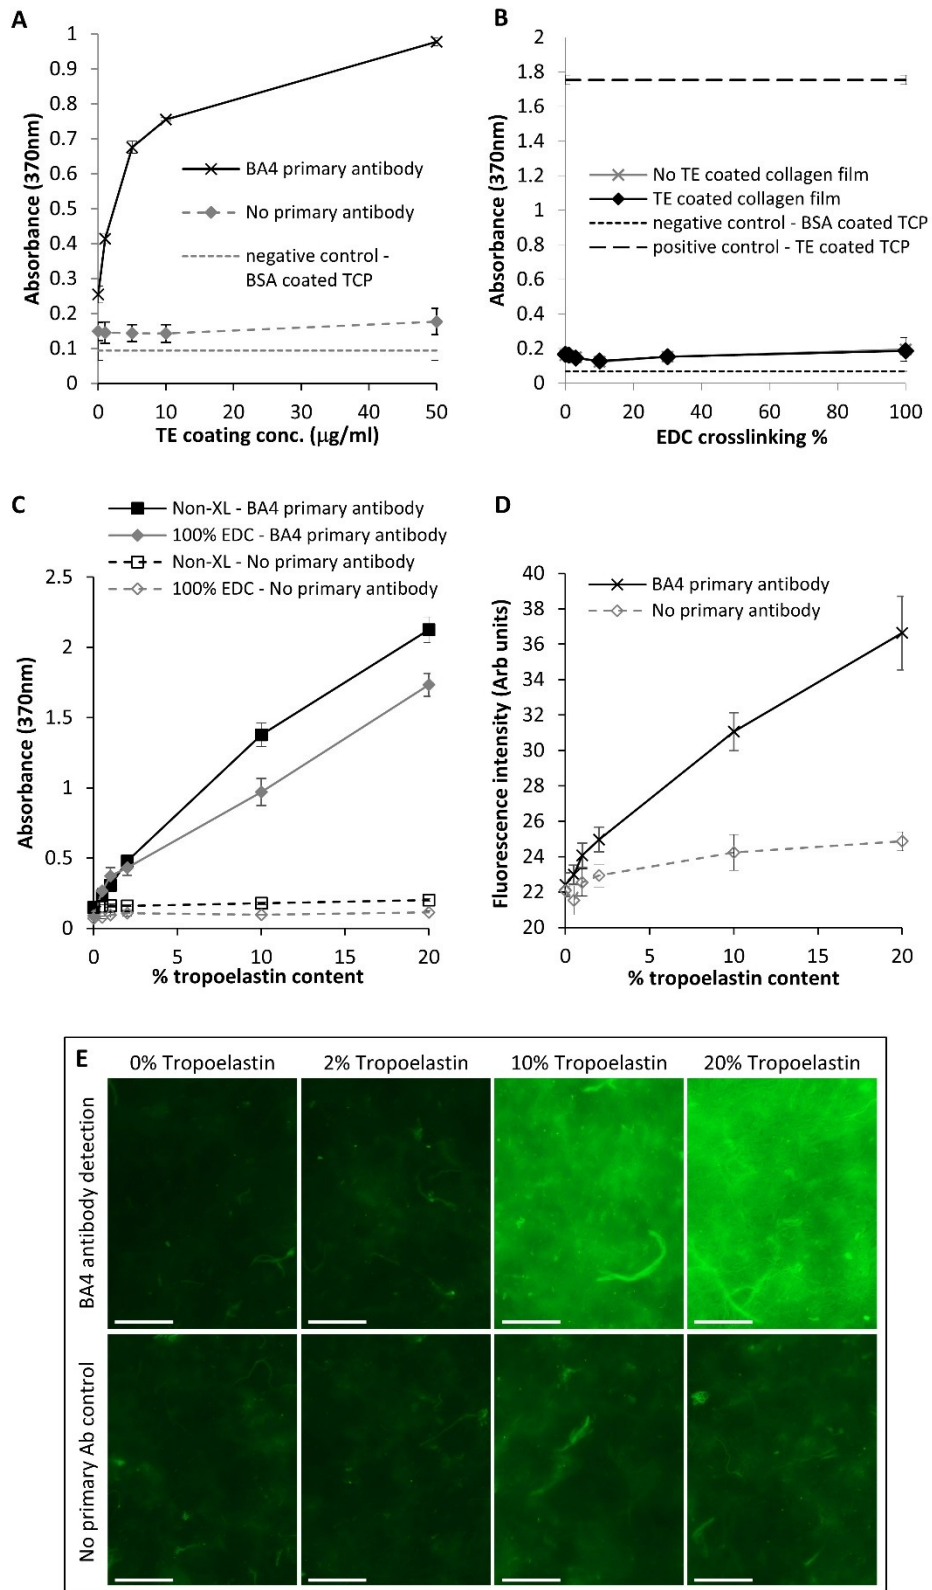 A
Absorbance (370nm)
1
0.9
0.8
0.7
0.6
0.5
0.4
0.3
0.2
0.1
0
BA4 primary antibody
No primary antibody
negative control -
BSA coated TCP
0 10 20 30 40 50
TE coating conc. (μg/ml)
B
Absorbance (370nm)
2
1.8
1.6
1.4
1.2
1
0.8
0.6
0.4
0.2
0
No TE coated collagen film
TE coated collagen film
negative control - BSA coated TCP
positive control - TE coated TCP
0 20 40 60 80 100
EDC crosslinking %
C
Non-XL - BA4 primary antibody
100% EDC - BA4 primary antibody
Non-XL - No primary antibody
100% EDC - No primary antibody
Absorbance (370nm)
2.5
2
1.5
1
0.5
0
0 5 10 15 20
% tropoelastin content
D
Fluorescence intensity (Arb units)
40
38
36
34
32
30
28
26
24
22
20
BA4 primary antibody
No primary antibody
0 5 10 15 20
% tropoelastin content
E
0% Tropoelastin 2% Tropoelastin 10% Tropoelastin 20% Tropoelastin
BA4 antibody detection
No primary Ab control